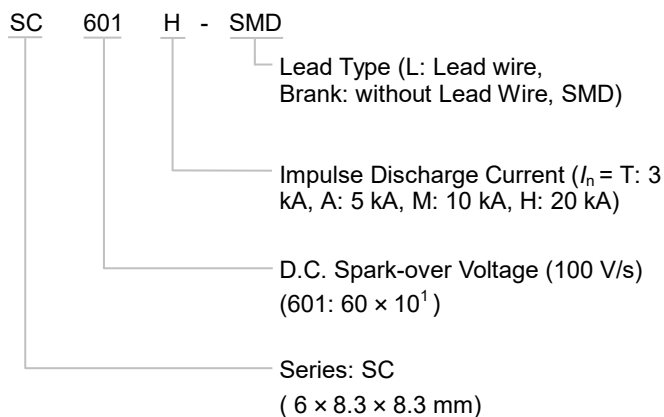 SC 601 H - SMD
Lead Type (L: Lead wire,
Brank: without Lead Wire, SMD)
Impulse Discharge Current (Iₙ = T: 3
kA, A: 5 kA, M: 10 kA, H: 20 kA)
D.C. Spark-over Voltage (100 V/s)
(601: 60 × 10¹ )
Series: SC
( 6 × 8.3 × 8.3 mm)